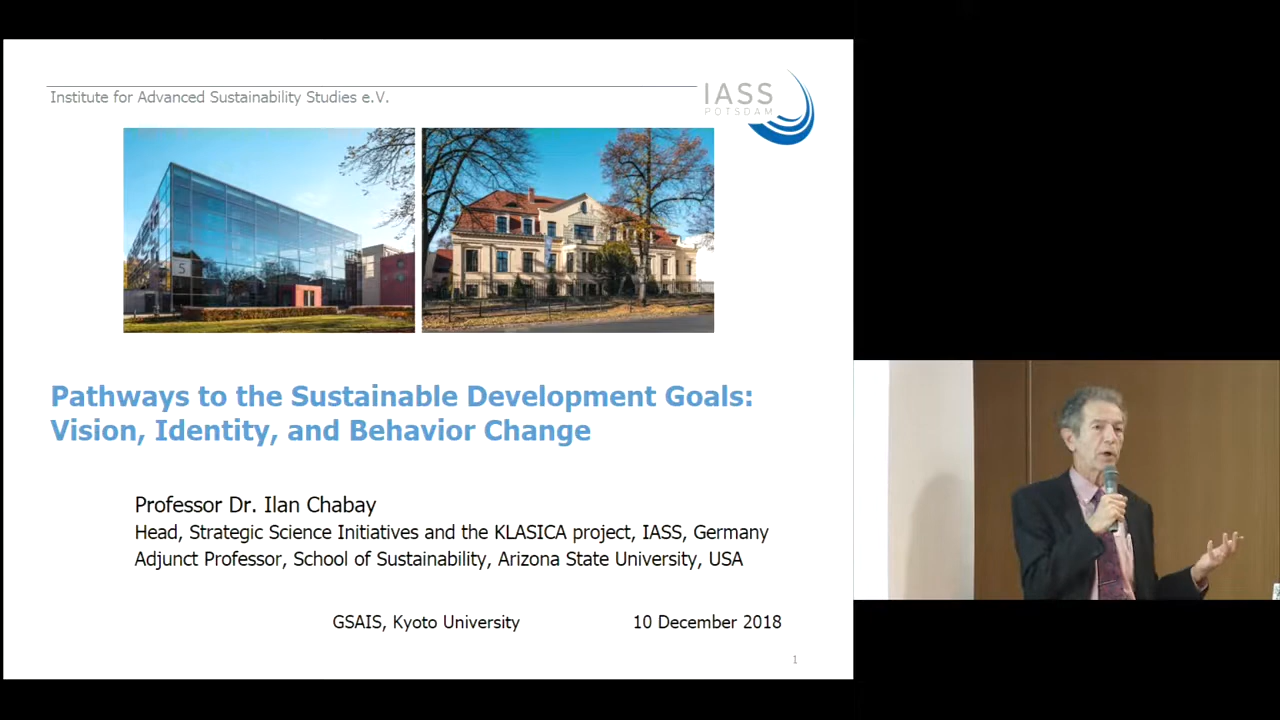 Institute for Advanced Sustainability Studies e.V.
IASS
POTSDAM
5
Pathways to the Sustainable Development Goals:
Vision, Identity, and Behavior Change
Professor Dr. Ilan Chabay
Head, Strategic Science Initiatives and the KLASICA project, IASS, Germany
Adjunct Professor, School of Sustainability, Arizona State University, USA
GSAIS, Kyoto University 10 December 2018
1